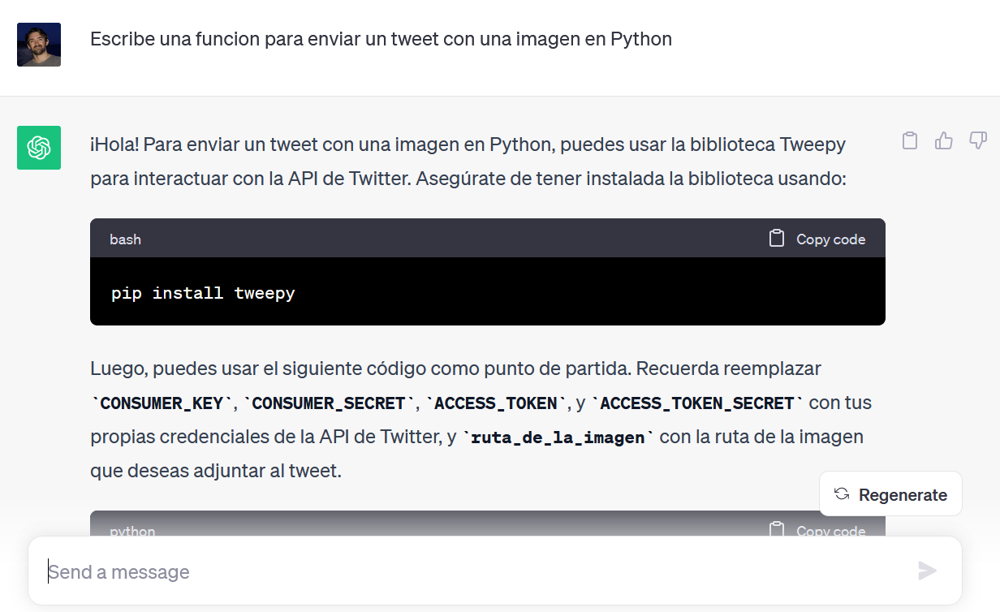 Escribe una funcion para enviar un tweet con una imagen en Python
¡Hola! Para enviar un tweet con una imagen en Python, puedes usar la biblioteca Tweepy
para interactuar con la API de Twitter. Asegúrate de tener instalada la biblioteca usando:
bash
Copy code
pip install tweepy
Luego, puedes usar el siguiente código como punto de partida. Recuerda reemplazar
`CONSUMER_KEY`, `CONSUMER_SECRET`, `ACCESS_TOKEN`, y `ACCESS_TOKEN_SECRET` con tus
propias credenciales de la API de Twitter, y `ruta_de_la_imagen` con la ruta de la imagen
que deseas adjuntar al tweet.
Regenerate
python
Copy code
Send a message